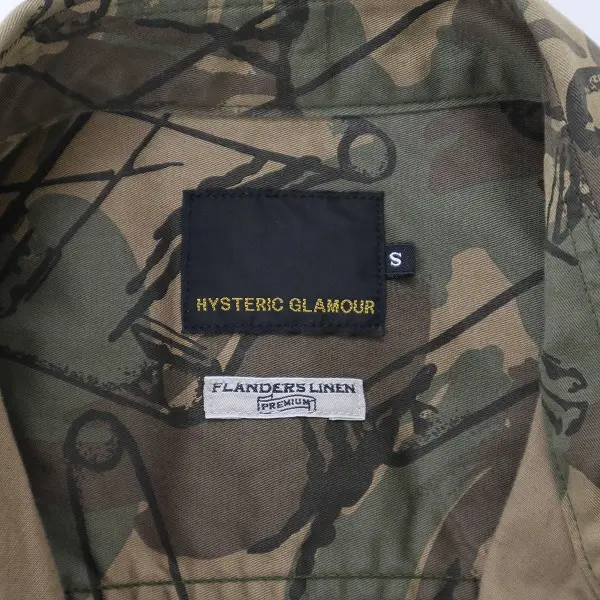 S
HYSTERIC GLAMOUR
FLANDERS LINEN
PREMIUM